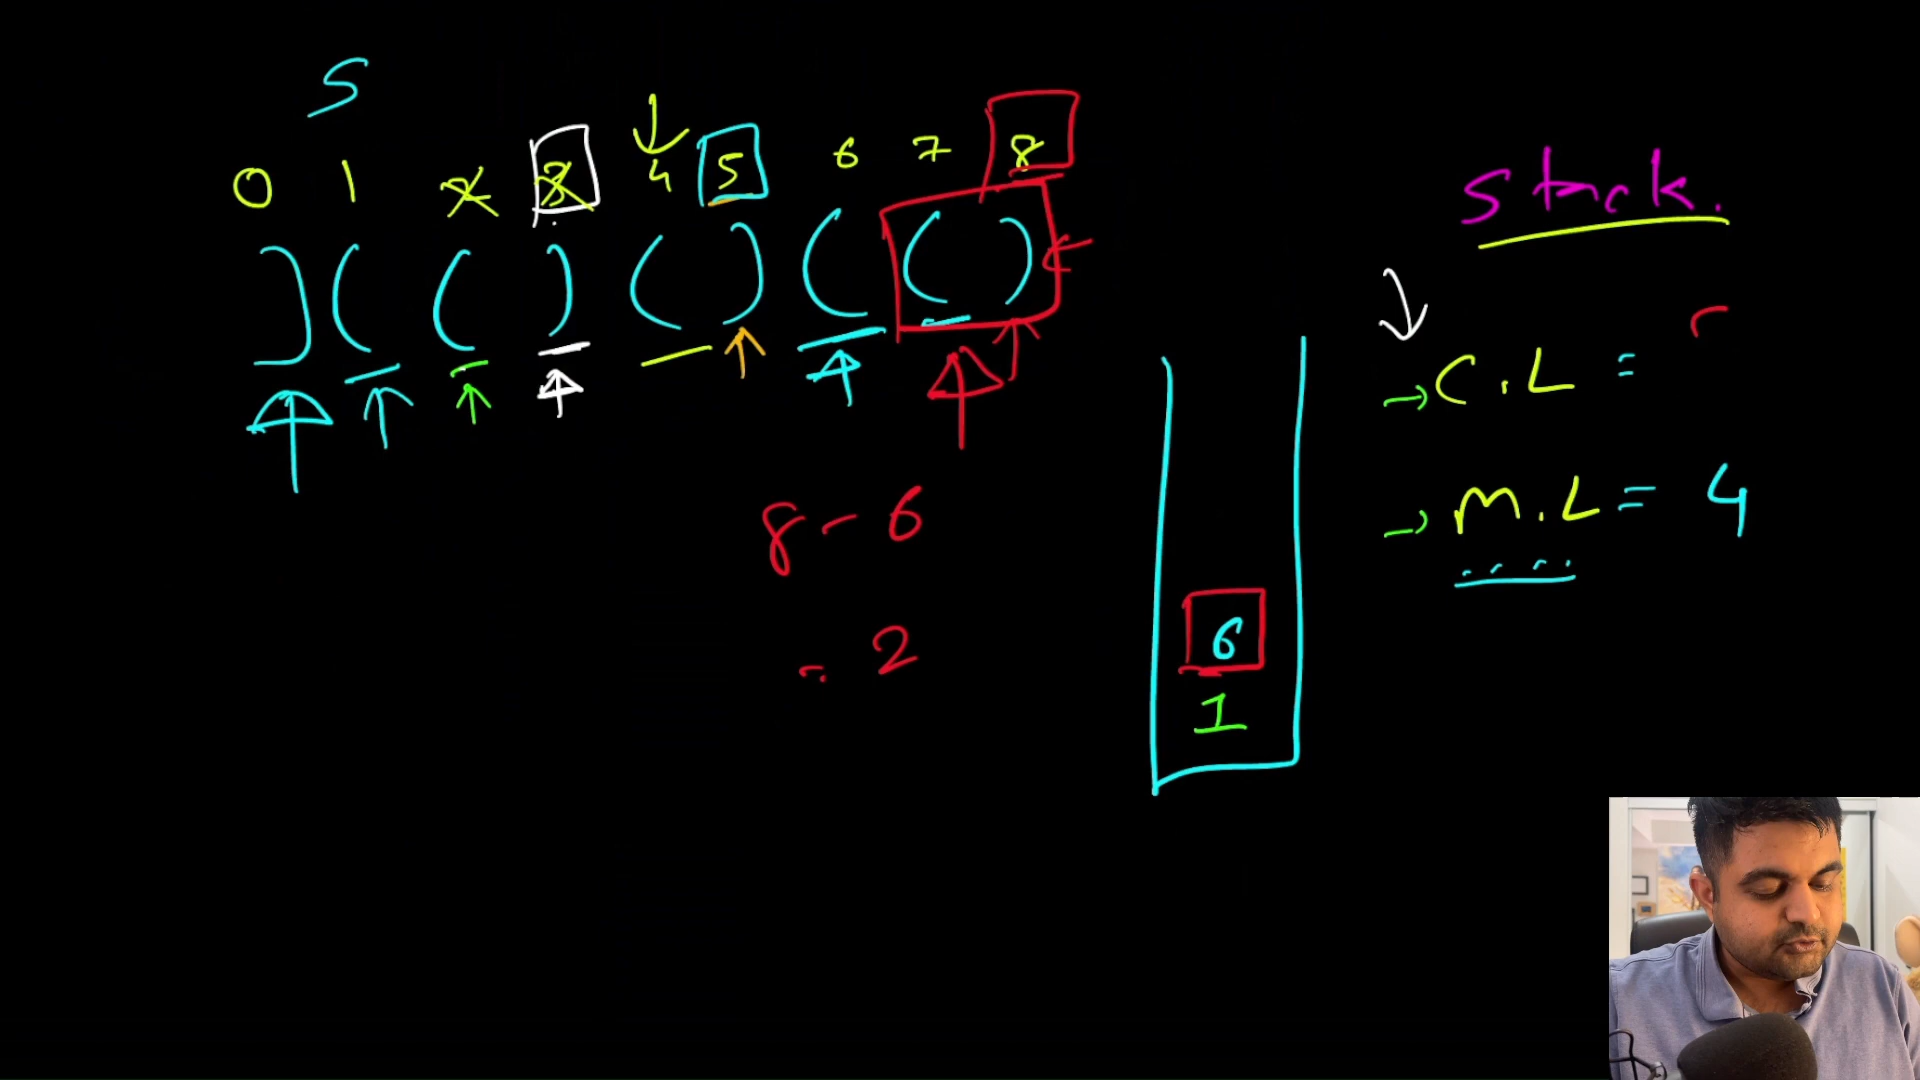 S
0 1 2 3 4 5 6 7 8
) ( ( ) ( ) ( ( )
Stack.
→ C.L =
→ M.L = 4
8 - 6
= 2
6
1